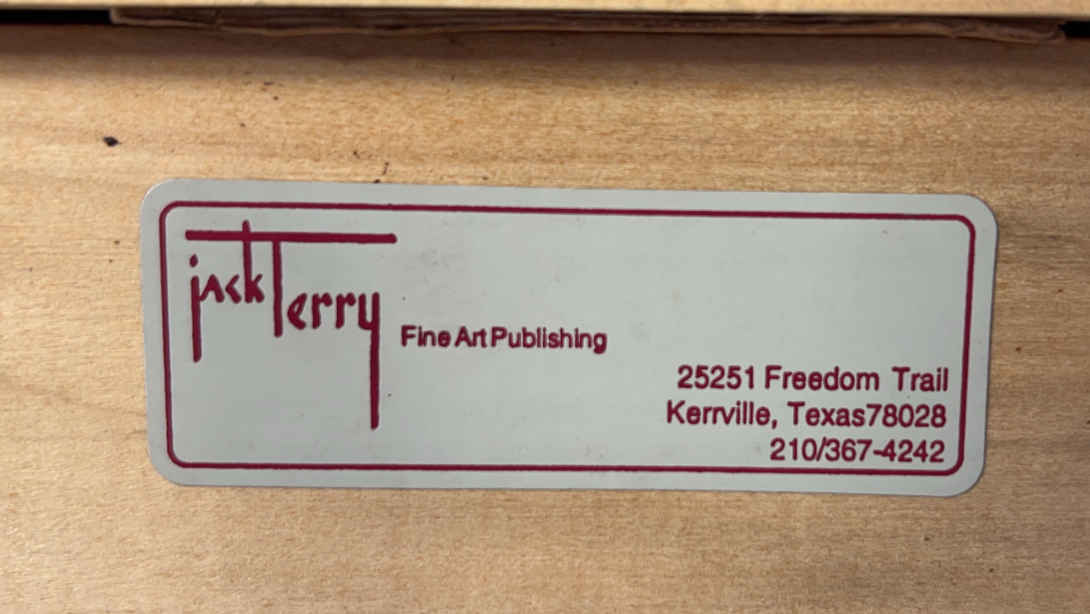 jack Terry
Fine Art Publishing
25251 Freedom Trail
Kerrville, Texas78028
210/367-4242